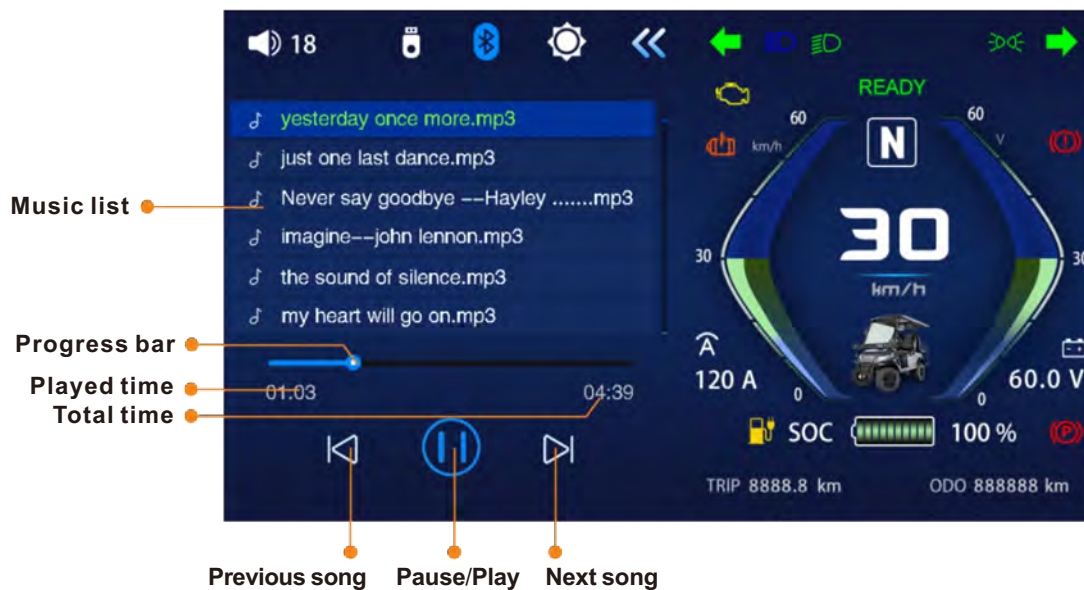 18
READY
yesterday once more.mp3
60
60
N
km/h
V
just one last dance.mp3
Music list
Never say goodbye --Hayley .......mp3
30
imagine--john lennon.mp3
30
30
the sound of silence.mp3
km/h
my heart will go on.mp3
Progress bar
A
Played time
01:03
04:39
120 A
60.0 V
Total time
0
0
SOC
100 %
P
TRIP 8888.8 km
ODO 888888 km
Previous song
Pause/Play
Next song